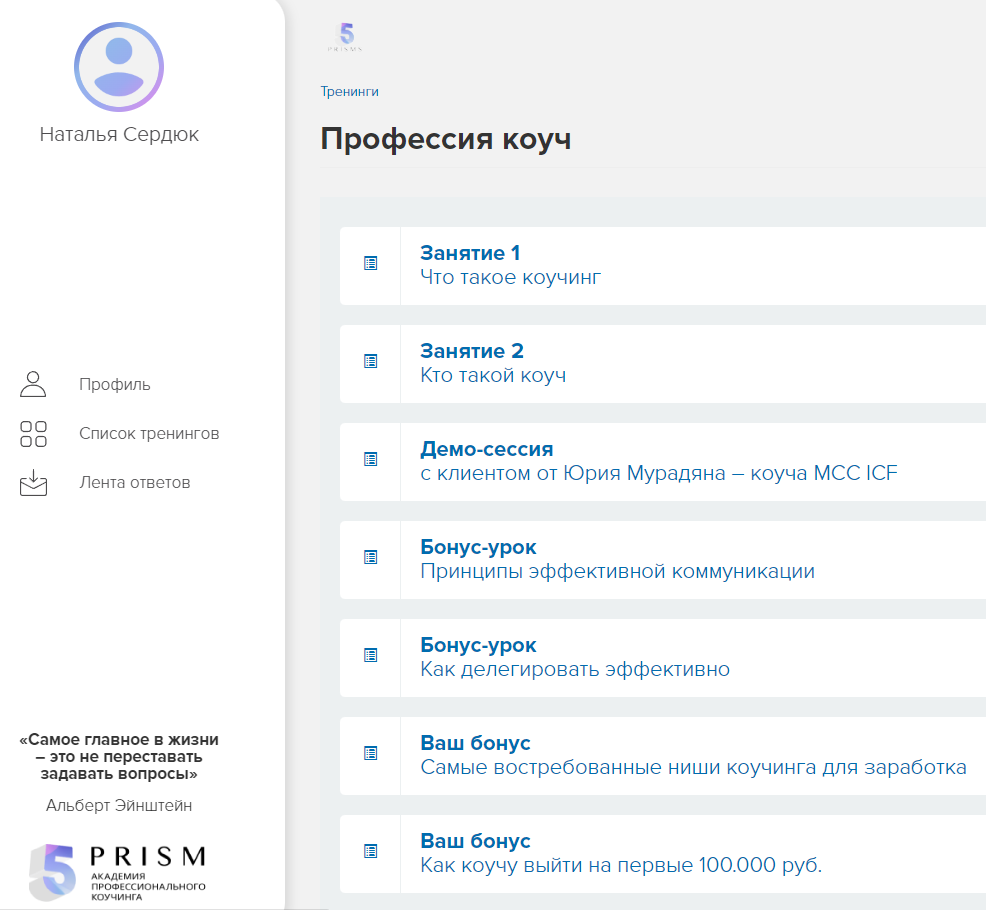 Наталья Сердюк
Профиль
Список тренингов
Лента ответов
«Самое главное в жизни
– это не переставать
задавать вопросы»
Альберт Эйнштейн
5 PRISM
АКАДЕМИЯ
ПРОФЕССИОНАЛЬНОГО
КОУЧИНГА
5
PRISM
Тренинги
Профессия коуч
Занятие 1
Что такое коучинг
Занятие 2
Кто такой коуч
Демо-сессия
с клиентом от Юрия Мурадяна – коуча MCC ICF
Бонус-урок
Принципы эффективной коммуникации
Бонус-урок
Как делегировать эффективно
Ваш бонус
Самые востребованные ниши коучинга для заработка
Ваш бонус
Как коучу выйти на первые 100.000 руб.